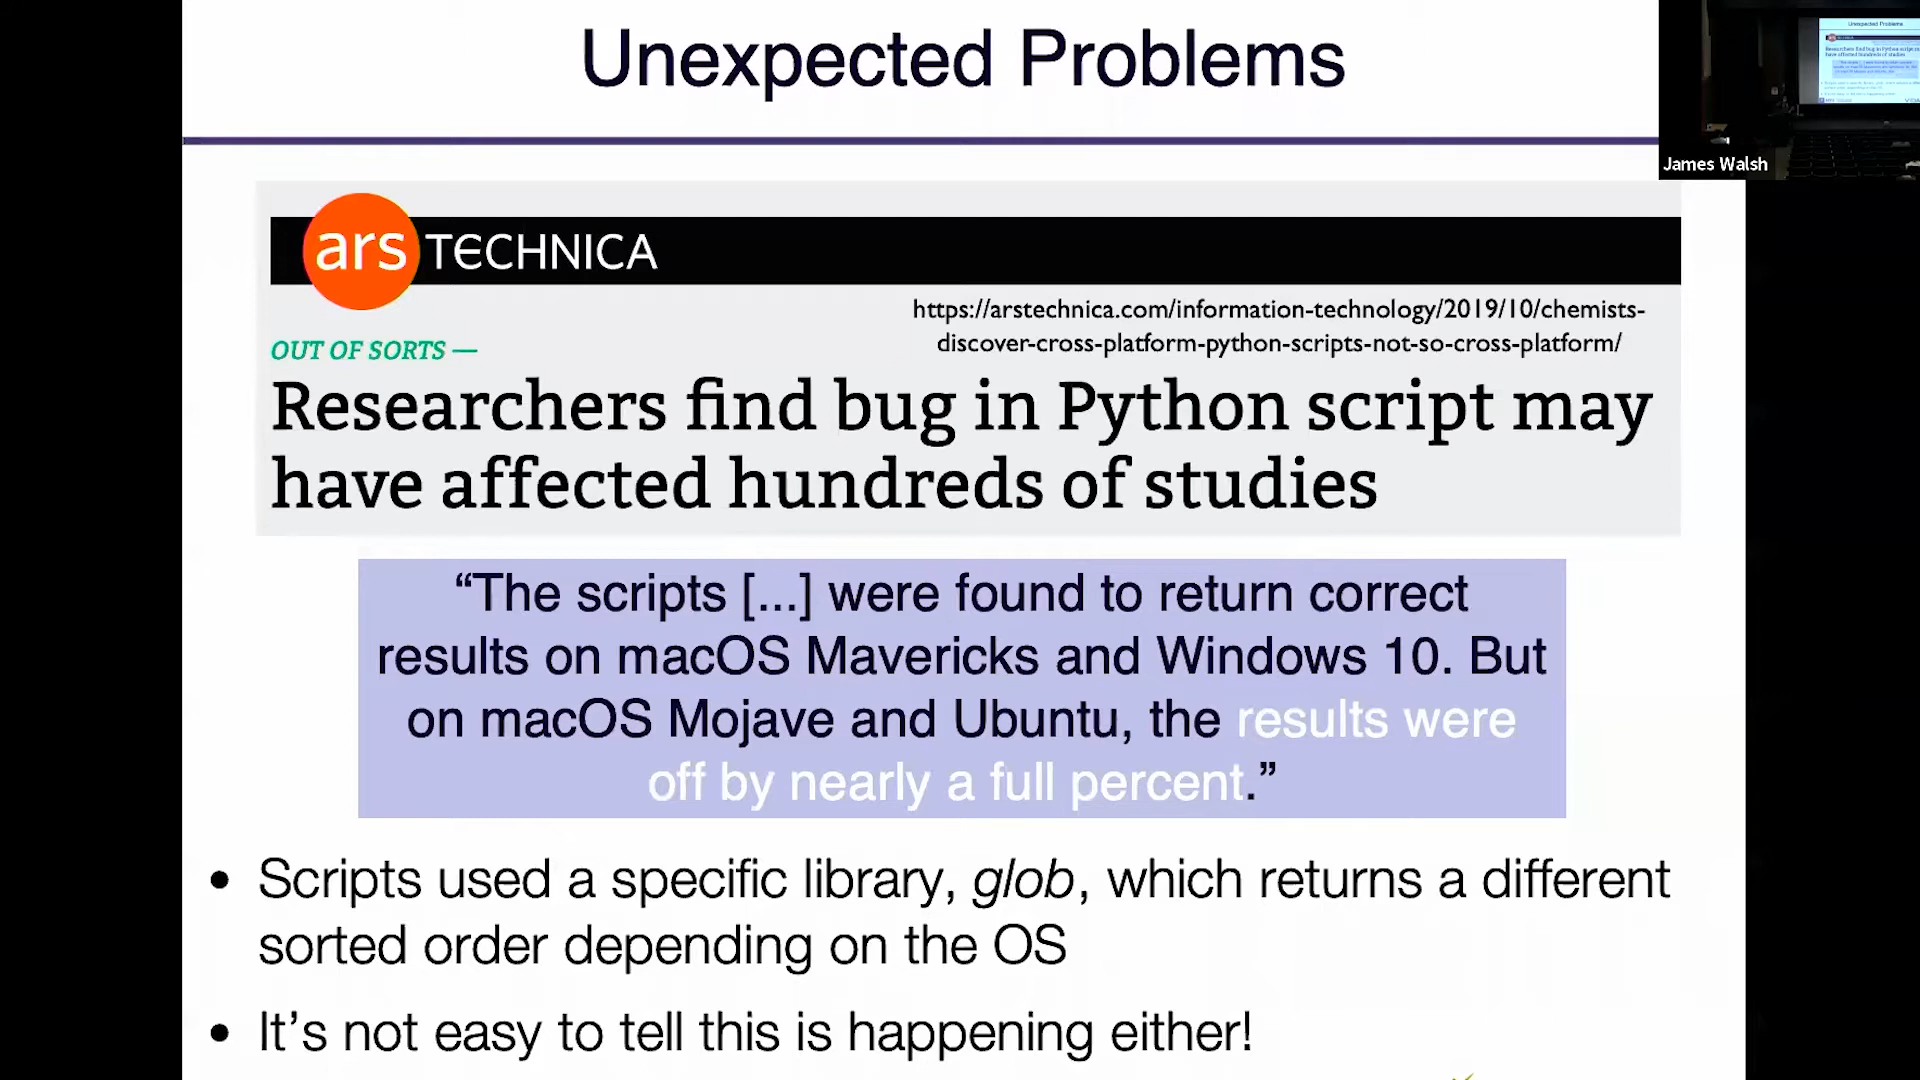 Unexpected Problems
James Walsh
ars TECHNICA
https://arstechnica.com/information-technology/2019/10/chemists-
discover-cross-platform-python-scripts-not-so-cross-platform/
OUT OF SORTS —
Researchers find bug in Python script may
have affected hundreds of studies
“The scripts [...] were found to return correct
results on macOS Mavericks and Windows 10. But
on macOS Mojave and Ubuntu, the results were
off by nearly a full percent.”
• Scripts used a specific library, glob, which returns a different
sorted order depending on the OS
• It’s not easy to tell this is happening either!